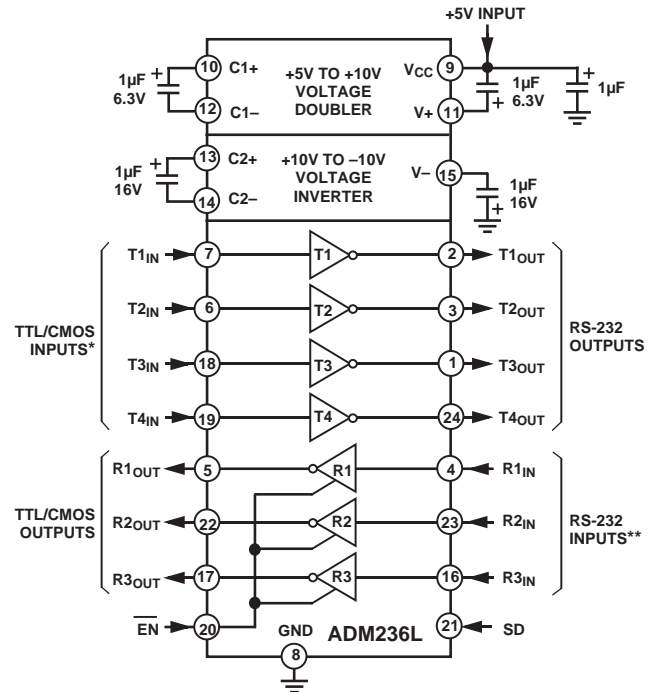 +5V INPUT
10 C1+ +5V TO +10V VOLTAGE DOUBLER VCC 9
1µF 6.3V +
12 C1– V+ 11
+ 1µF 6.3V
+ 1µF
13 C2+ +10V TO –10V VOLTAGE INVERTER V– 15
1µF 16V +
14 C2–
1µF 16V +
T1IN 7 T1 2 T1OUT
T2IN 6 T2 3 T2OUT
TTL/CMOS INPUTS*
RS-232 OUTPUTS
T3IN 18 T3 1 T3OUT
T4IN 19 T4 24 T4OUT
R1OUT 5 R1 4 R1IN
TTL/CMOS OUTPUTS
R2OUT 22 R2 23 R2IN
RS-232 INPUTS**
R3OUT 17 R3 16 R3IN
EN 20 GND ADM236L 21 SD
8